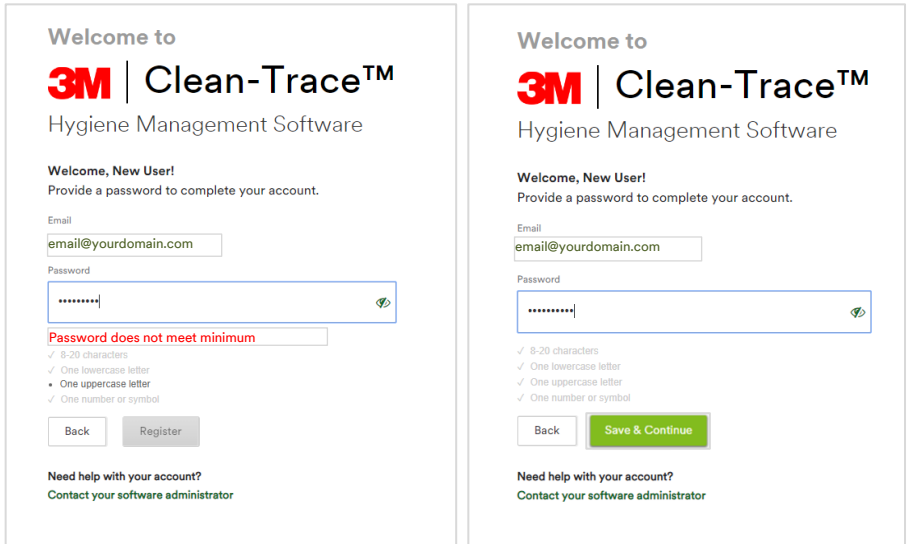 Welcome to
3M | Clean-Trace™
Hygiene Management Software
Welcome, New User!
Provide a password to complete your account.
Email
email@yourdomain.com
Password
•••••••••
Password does not meet minimum
✓ 8-20 characters
✓ One lowercase letter
• One uppercase letter
✓ One number or symbol
Back Register
Need help with your account?
Contact your software administrator
Welcome to
3M | Clean-Trace™
Hygiene Management Software
Welcome, New User!
Provide a password to complete your account.
Email
email@yourdomain.com
Password
••••••••••
✓ 8-20 characters
✓ One lowercase letter
✓ One uppercase letter
✓ One number or symbol
Back Save & Continue
Need help with your account?
Contact your software administrator